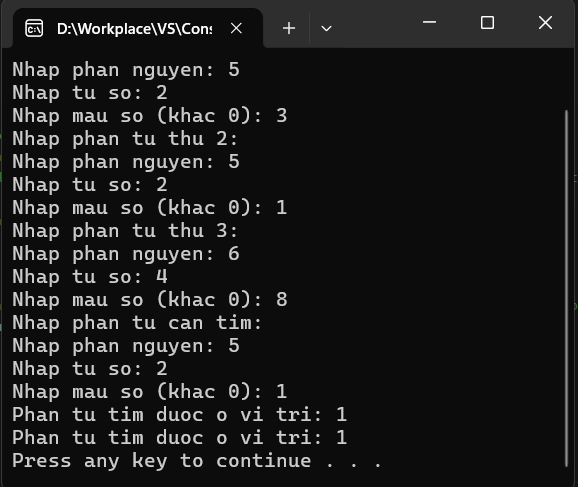 D:\Workplace\VS\Cons
Nhap phan nguyen: 5
Nhap tu so: 2
Nhap mau so (khac 0): 3
Nhap phan tu thu 2:
Nhap phan nguyen: 5
Nhap tu so: 2
Nhap mau so (khac 0): 1
Nhap phan tu thu 3:
Nhap phan nguyen: 6
Nhap tu so: 4
Nhap mau so (khac 0): 8
Nhap phan tu can tim:
Nhap phan nguyen: 5
Nhap tu so: 2
Nhap mau so (khac 0): 1
Phan tu tim duoc o vi tri: 1
Phan tu tim duoc o vi tri: 1
Press any key to continue . . .